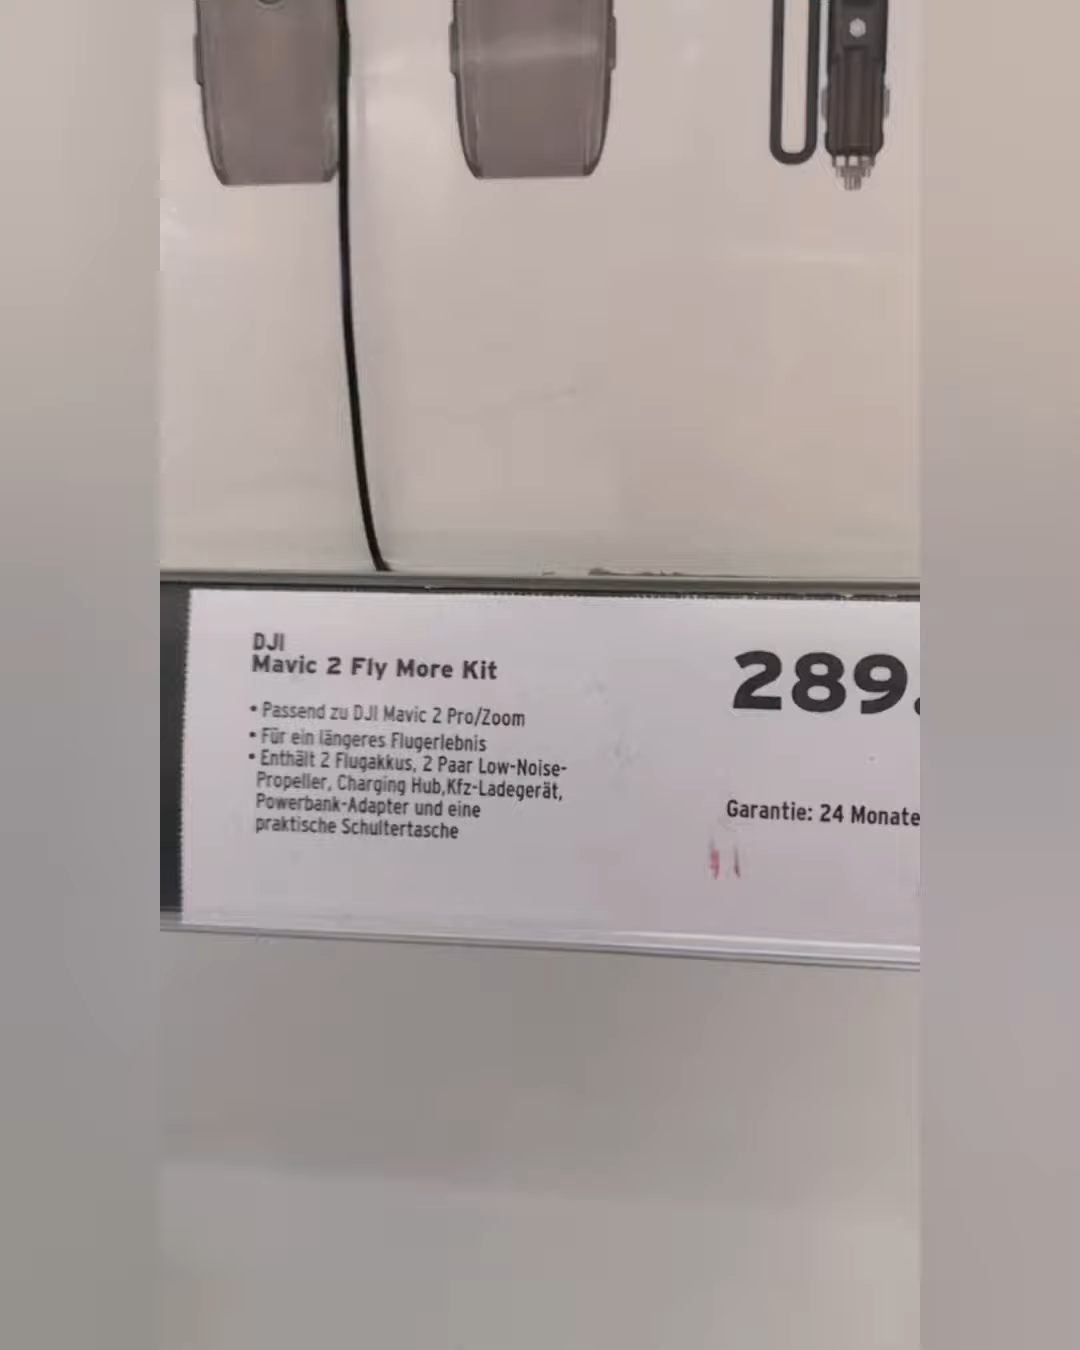 DJI
Mavic 2 Fly More Kit
289.
• Passend zu DJI Mavic 2 Pro/Zoom
• Für ein längeres Flugerlebnis
• Enthält 2 Flugakkus, 2 Paar Low-Noise-
Propeller, Charging Hub,Kfz-Ladegerät,
Powerbank-Adapter und eine
praktische Schultertasche
Garantie: 24 Monate